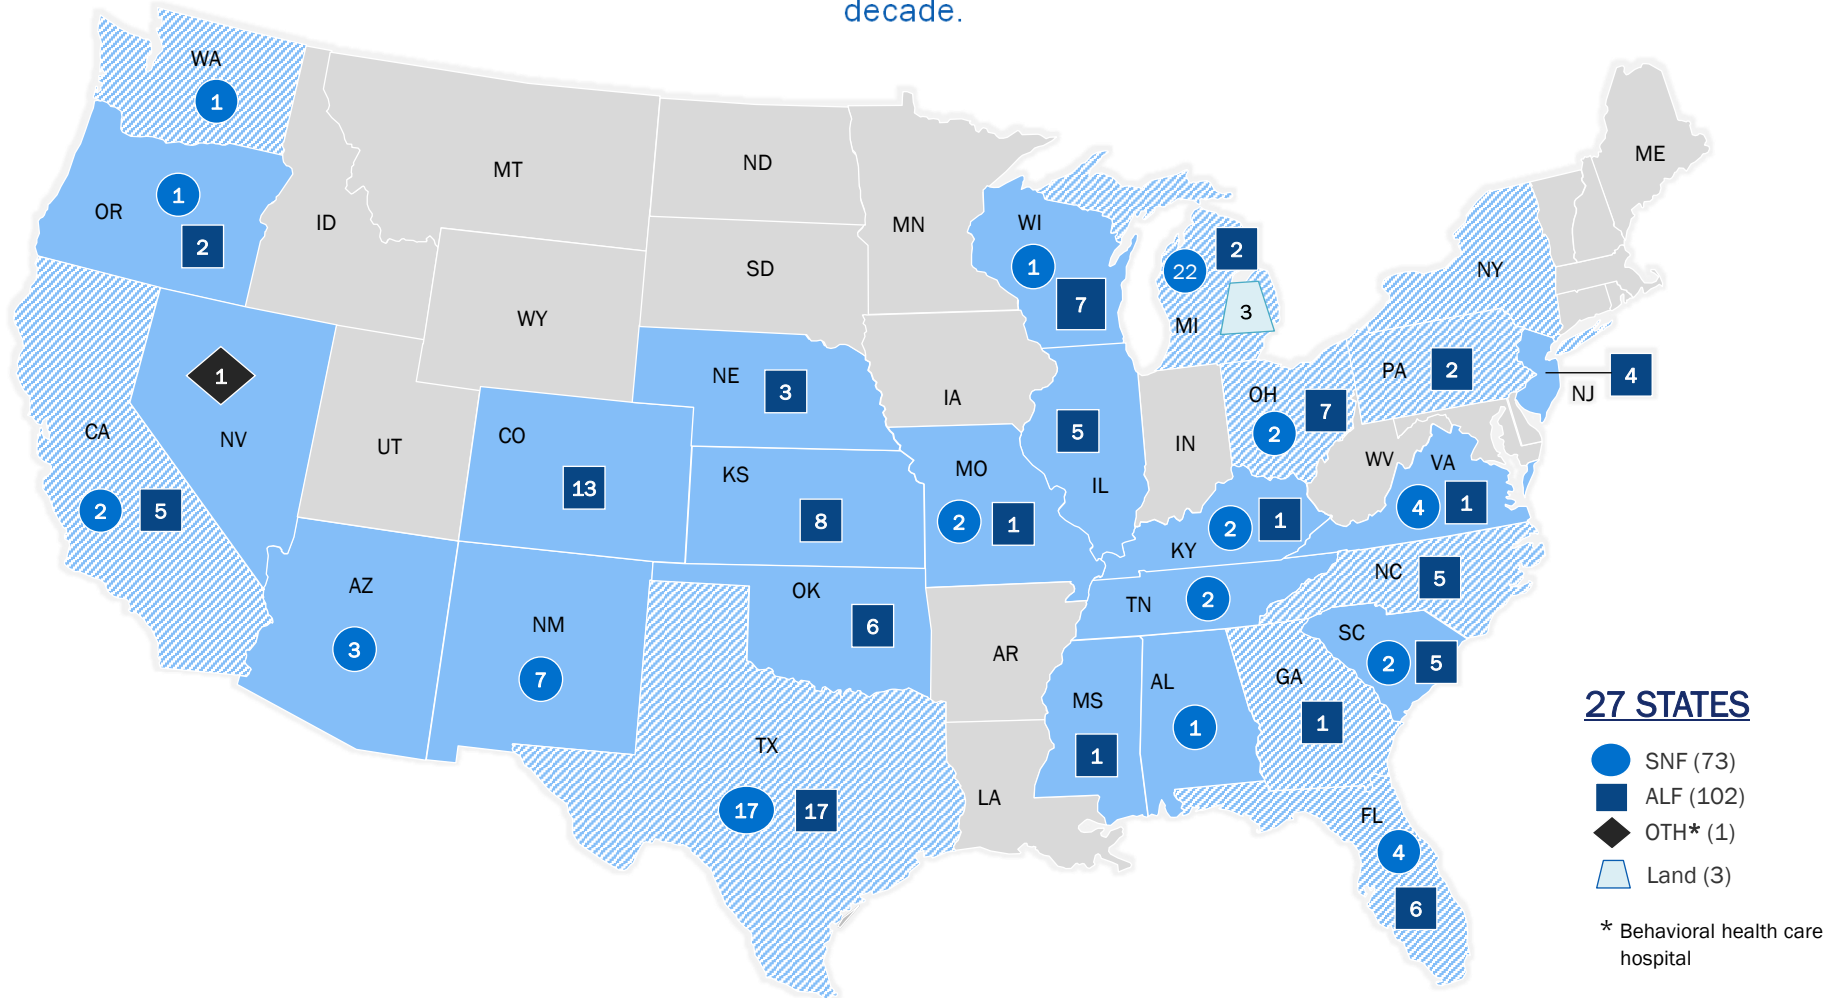 decade.
WA
1
MT
ND
ME
OR
1
2
ID
MN
WI
1
7
SD
22
2
3
MI
NY
WY
NV
1
NE
3
IA
5
IL
IN
OH
2
7
PA
2
NJ
4
CA
2
5
UT
CO
13
KS
8
MO
2
1
WV
VA
4
1
KY
2
1
AZ
3
NM
7
OK
6
AR
TN
2
NC
5
SC
2
5
TX
17
17
LA
MS
1
AL
1
GA
1
FL
4
6
27 STATES
SNF (73)
ALF (102)
OTH* (1)
Land (3)
* Behavioral health care
hospital